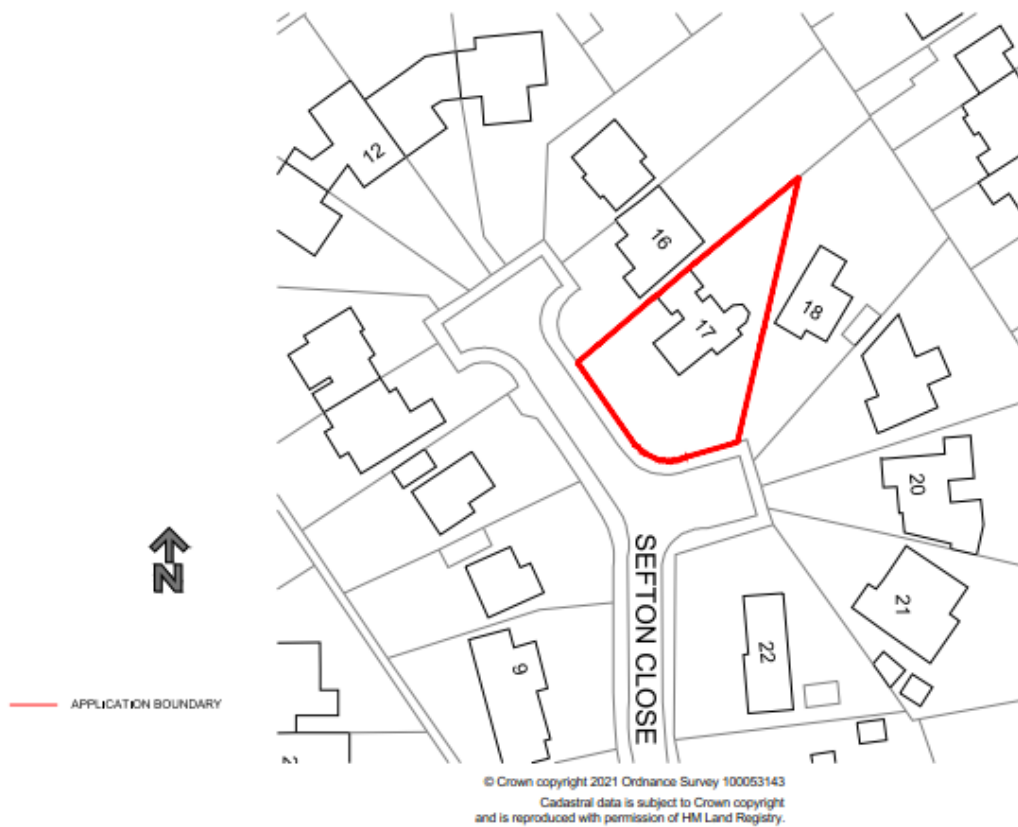 12
16
17
18
20
21
22
9
SEFTON CLOSE
N
APPLICATION BOUNDARY
© Crown copyright 2021 Ordnance Survey 100053143
Cadastral data is subject to Crown copyright
and is reproduced with permission of HM Land Registry.